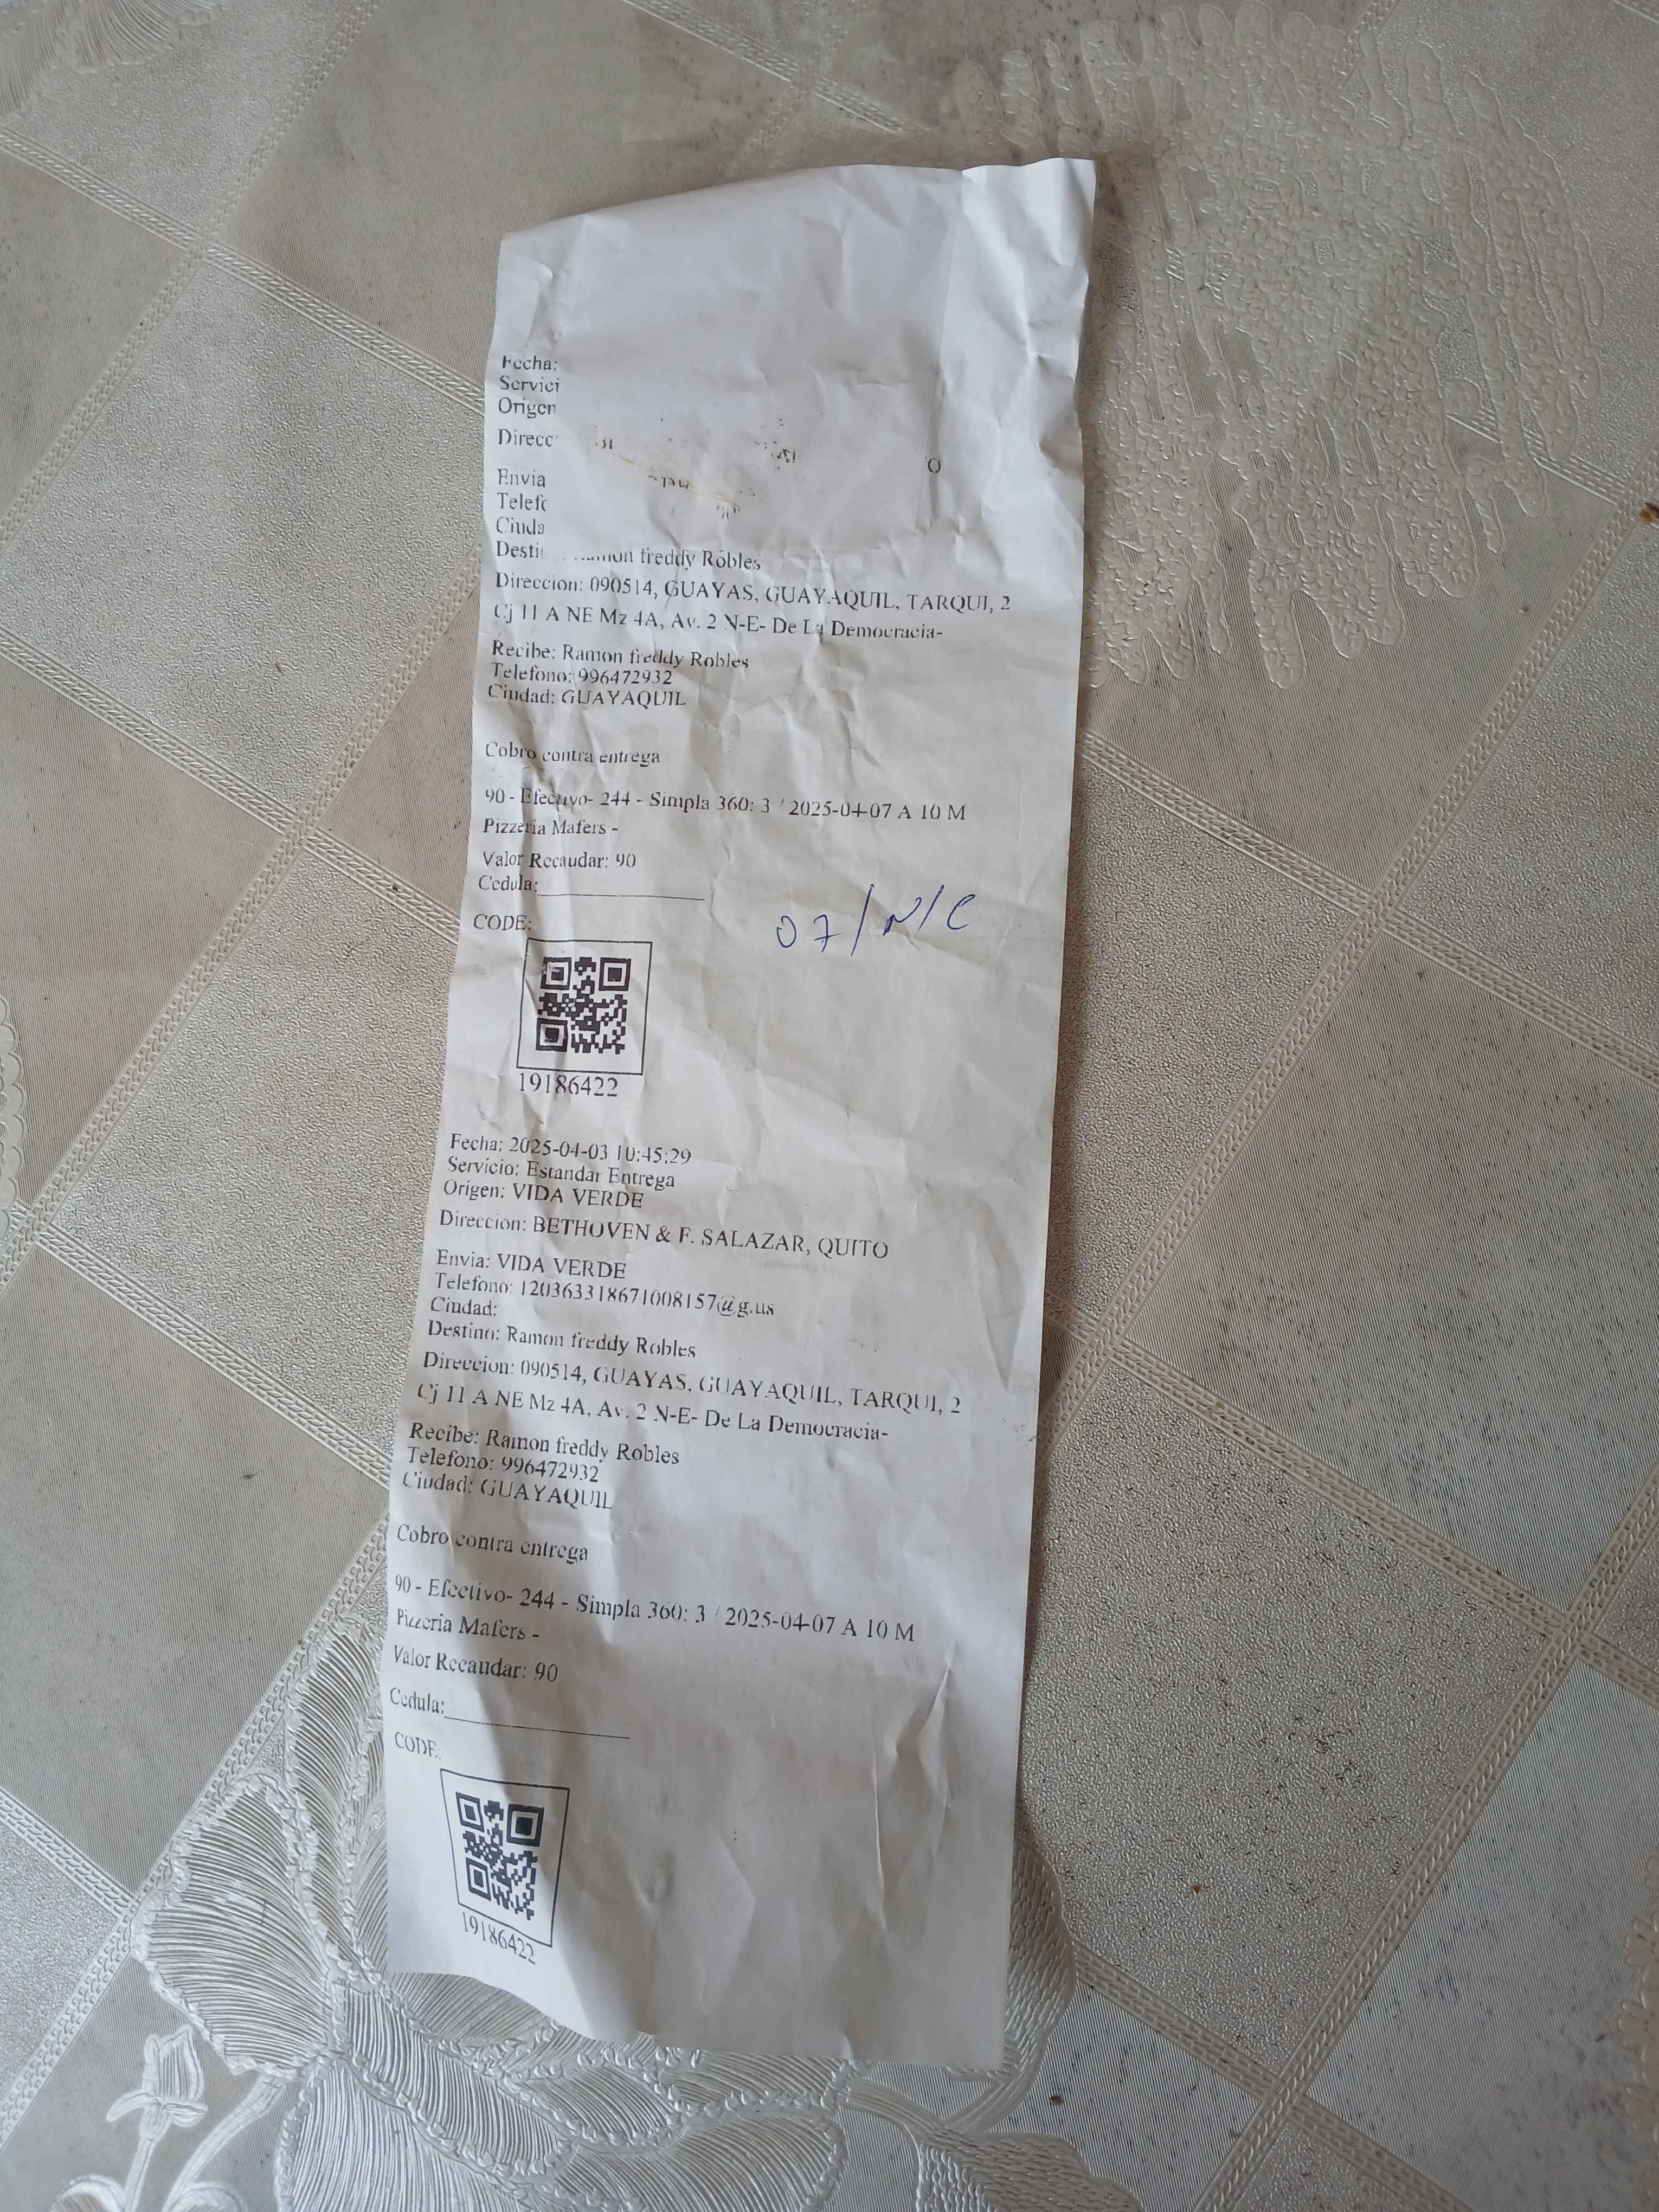 Fecha:
Servici
Origen
Direcc
O
Envia
Telefo
Ciuda
Desti freddy Robles
Direccion: 090514, GUAYAS, GUAYAQUIL, TARQUI, 2
Cj 11 A NE Mz 4A, Av. 2 N-E- De La Democracia-
Recibe: Ramon freddy Robles
Telefono: 996472932
Ciudad: GUAYAQUIL
Cobro contra entrega
90 - Efectivo- 244 - Simpla 360: 3 / 2025-04-07 A 10 M
Pizzeria Mafers -
Valor Recaudar: 90
Cedula:
07/N/C
CODE:
19186422
Fecha: 2025-04-03 10:45:29
Servicio: Estandar Entrega
Origen: VIDA VERDE
Direccion: BETHOVEN & F. SALAZAR, QUITO
Envia: VIDA VERDE
Telefono: 120363318671008157@g.us
Ciudad:
Destino: Ramon freddy Robles
Direccion: 090514, GUAYAS, GUAYAQUIL, TARQUI, 2
Cj 11 A NE Mz 4A, Av. 2 N-E- De La Democracia-
Recibe: Ramon freddy Robles
Telefono: 996472932
Ciudad: GUAYAQUIL
Cobro contra entrega
90 - Efectivo- 244 - Simpla 360: 3 / 2025-04-07 A 10 M
Pizzeria Mafers -
Valor Recaudar: 90
Cedula:
CODE:
19186422